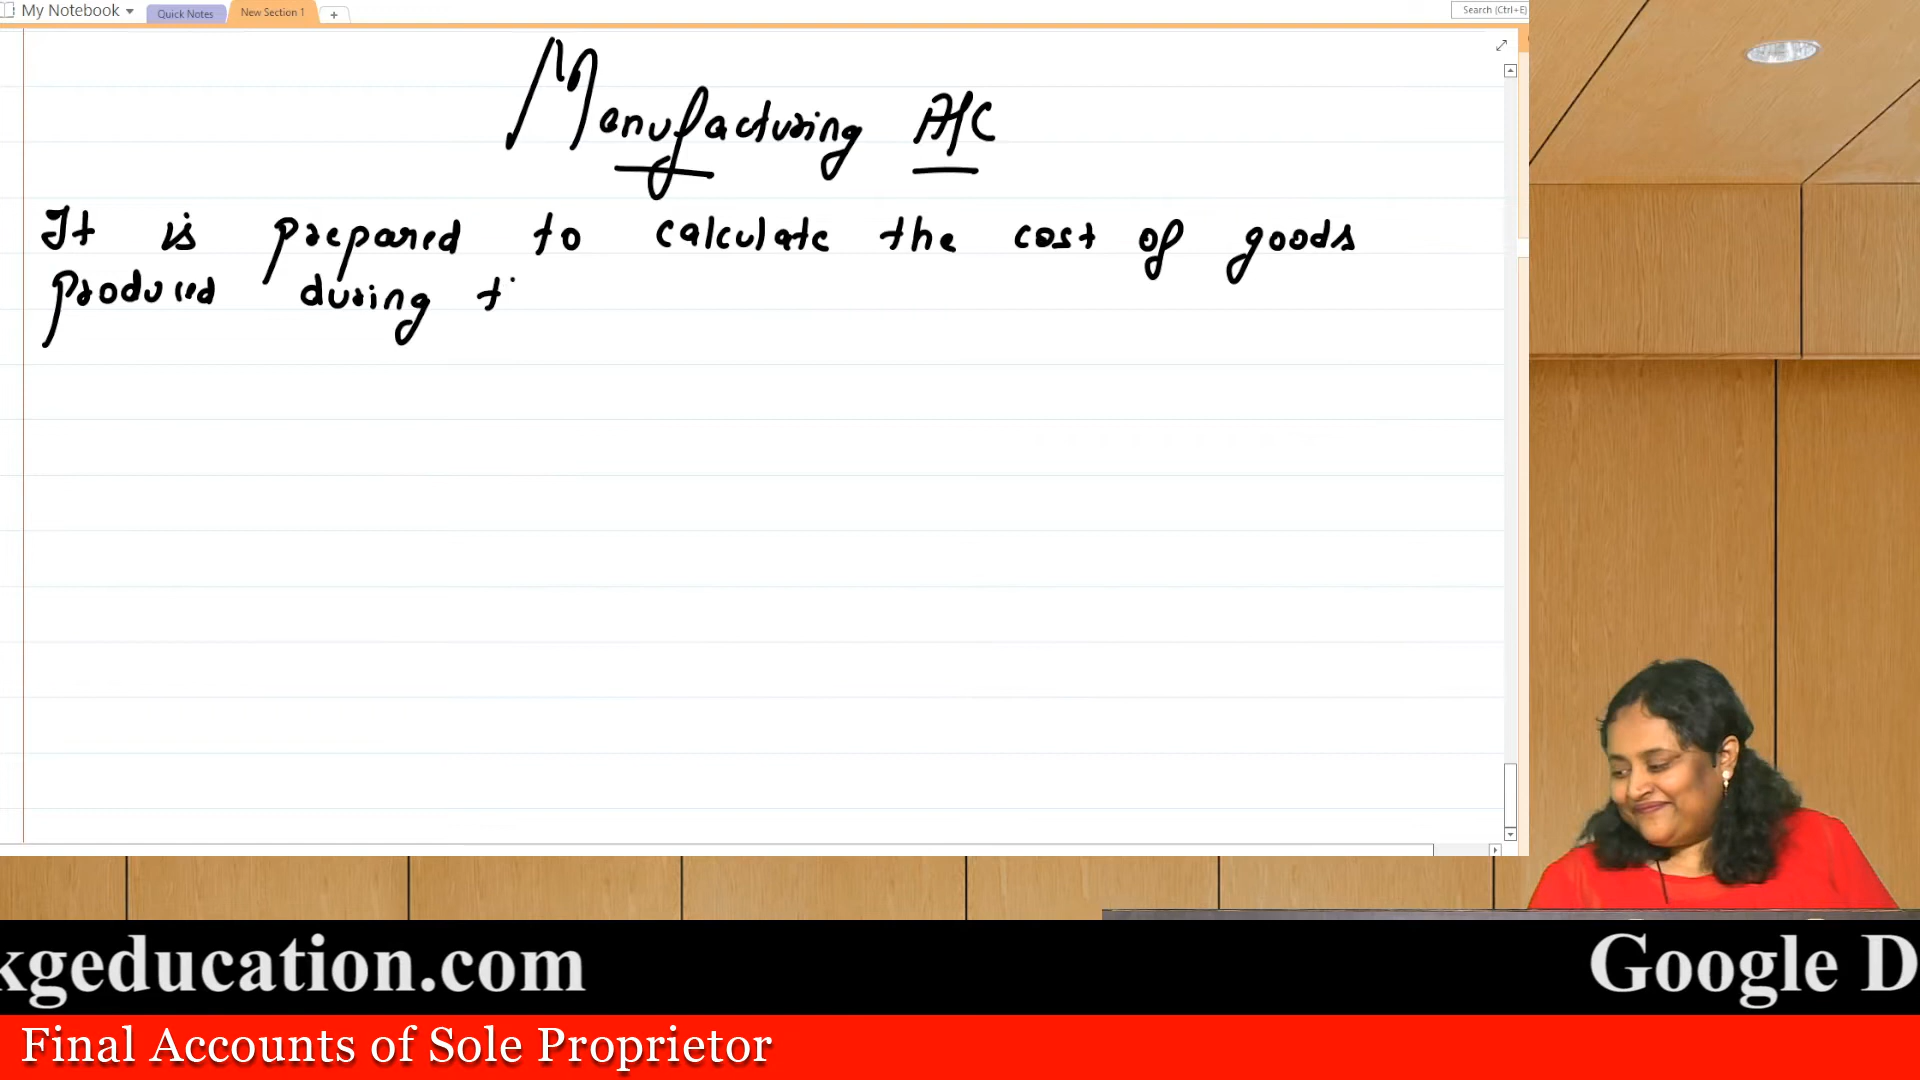 My Notebook
Quick Notes
New Section 1
+
Search (Ctrl+E)
Manufacturing A/C
It is prepared to calculate the cost of goods
produced during t
kgeducation.com
Google D
Final Accounts of Sole Proprietor